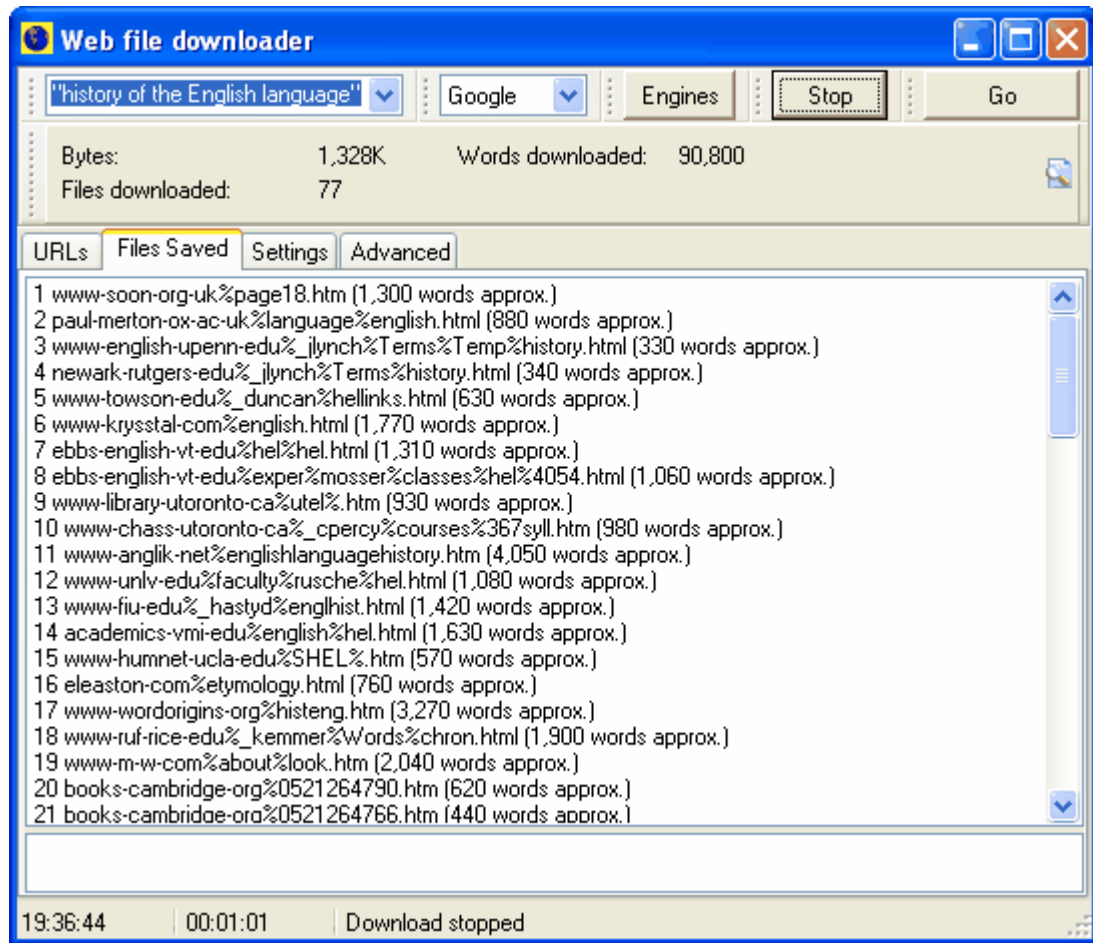 Web file downloader
"history of the English language" Google Engines Stop Go
Bytes: 1,328K Words downloaded: 90,800
Files downloaded: 77
URLs Files Saved Settings Advanced
1 www-soon-org-uk%page18.htm (1,300 words approx.)
2 paul-merton-ox-ac-uk%language%english.html (880 words approx.)
3 www-english-upenn-edu%_jlynch%Terms%Temp%history.html (330 words approx.)
4 newark-rutgers-edu%_jlynch%Terms%history.html (340 words approx.)
5 www-towson-edu%_duncan%hellinks.html (630 words approx.)
6 www-krysstal-com%english.html (1,770 words approx.)
7 ebbs-english-vt-edu%hel%hel.html (1,310 words approx.)
8 ebbs-english-vt-edu%exper%mosser%classes%hel%4054.html (1,060 words approx.)
9 www-library-utoronto-ca%utel%.htm (930 words approx.)
10 www-chass-utoronto-ca%_cpercy%courses%367syll.htm (980 words approx.)
11 www-anglik-net%englishlanguagehistory.htm (4,050 words approx.)
12 www-unlv-edu%faculty%rusche%hel.html (1,080 words approx.)
13 www-fiu-edu%_hastyd%englhist.html (1,420 words approx.)
14 academics-vmi-edu%english%hel.html (1,630 words approx.)
15 www-humnet-ucla-edu%SHEL%.htm (570 words approx.)
16 eleaston-com%etymology.html (760 words approx.)
17 www-wordorigins-org%histeng.htm (3,270 words approx.)
18 www-ruf-rice-edu%_kemmer%Words%chron.html (1,900 words approx.)
19 www-m-w-com%about%look.htm (2,040 words approx.)
20 books-cambridge-org%0521264790.htm (620 words approx.)
21 books-cambridge-org%0521264766.htm (440 words approx.)
19:36:44 00:01:01 Download stopped